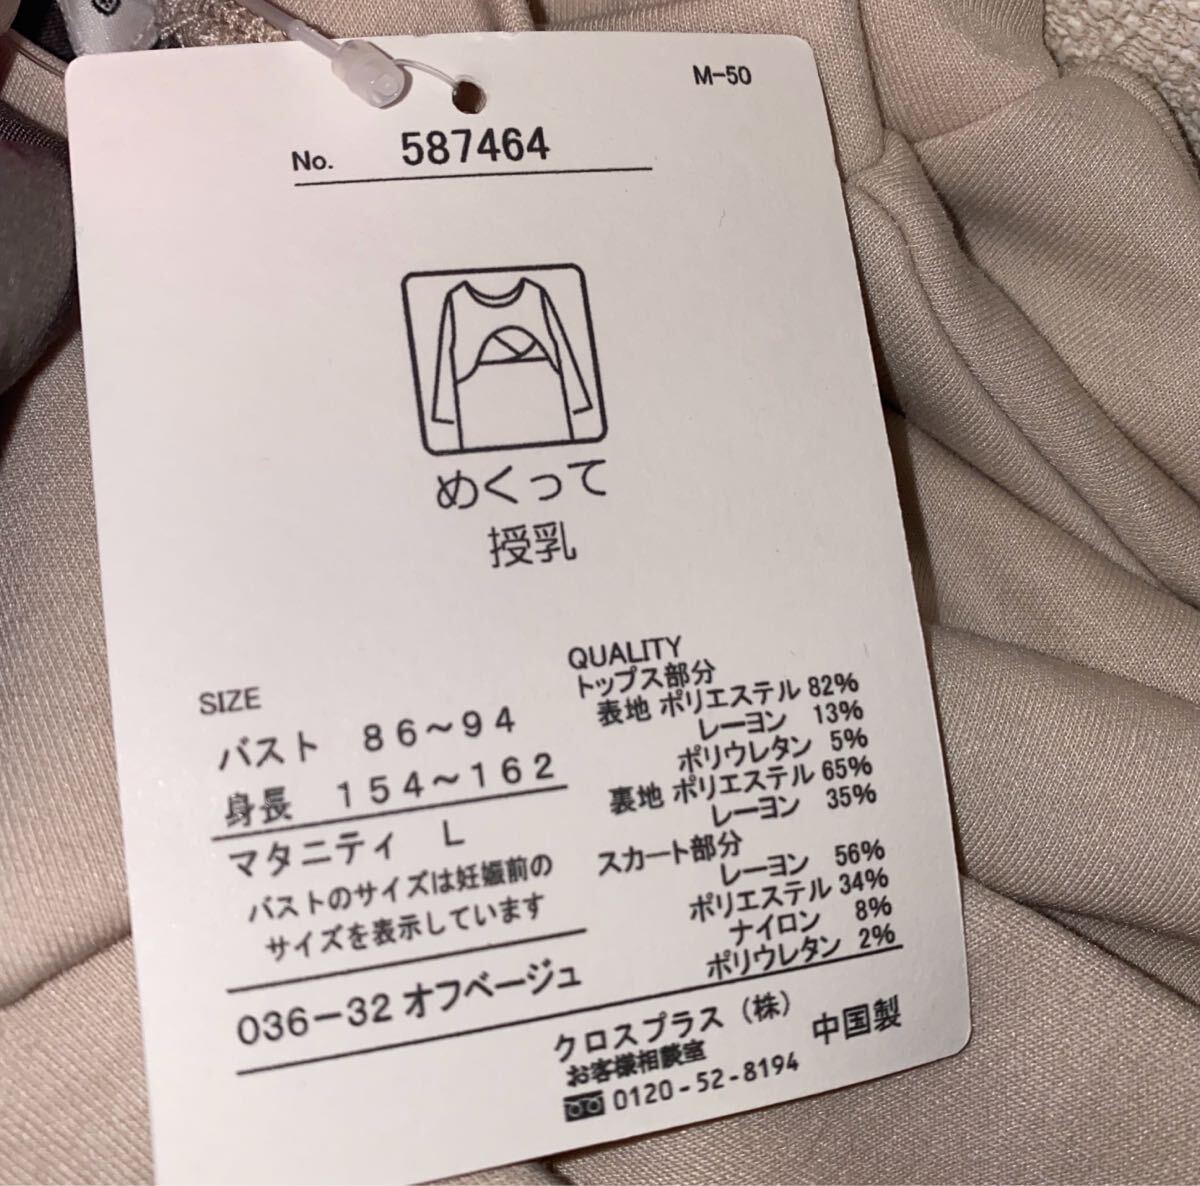 M-50
No. 587464
めくって
授乳
SIZE
バスト 86～94
身長 154～162
マタニティ L
バストのサイズは妊娠前の
サイズを表示しています
036-32 オフベージュ
QUALITY
トップス部分
表地 ポリエステル 82%
レーヨン 13%
ポリウレタン 5%
裏地 ポリエステル 65%
レーヨン 35%
スカート部分
レーヨン 56%
ポリエステル 34%
ナイロン 8%
ポリウレタン 2%
クロスプラス（株） 中国製
お客様相談室
0120-52-8194